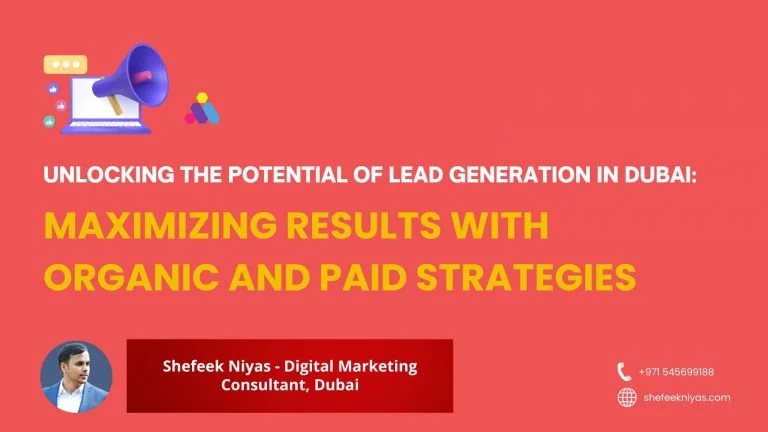 UNLOCKING THE POTENTIAL OF LEAD GENERATION IN DUBAI:
MAXIMIZING RESULTS WITH
ORGANIC AND PAID STRATEGIES
Shefeek Niyas - Digital Marketing
Consultant, Dubai
+971 545699188
shefeekniyas.com